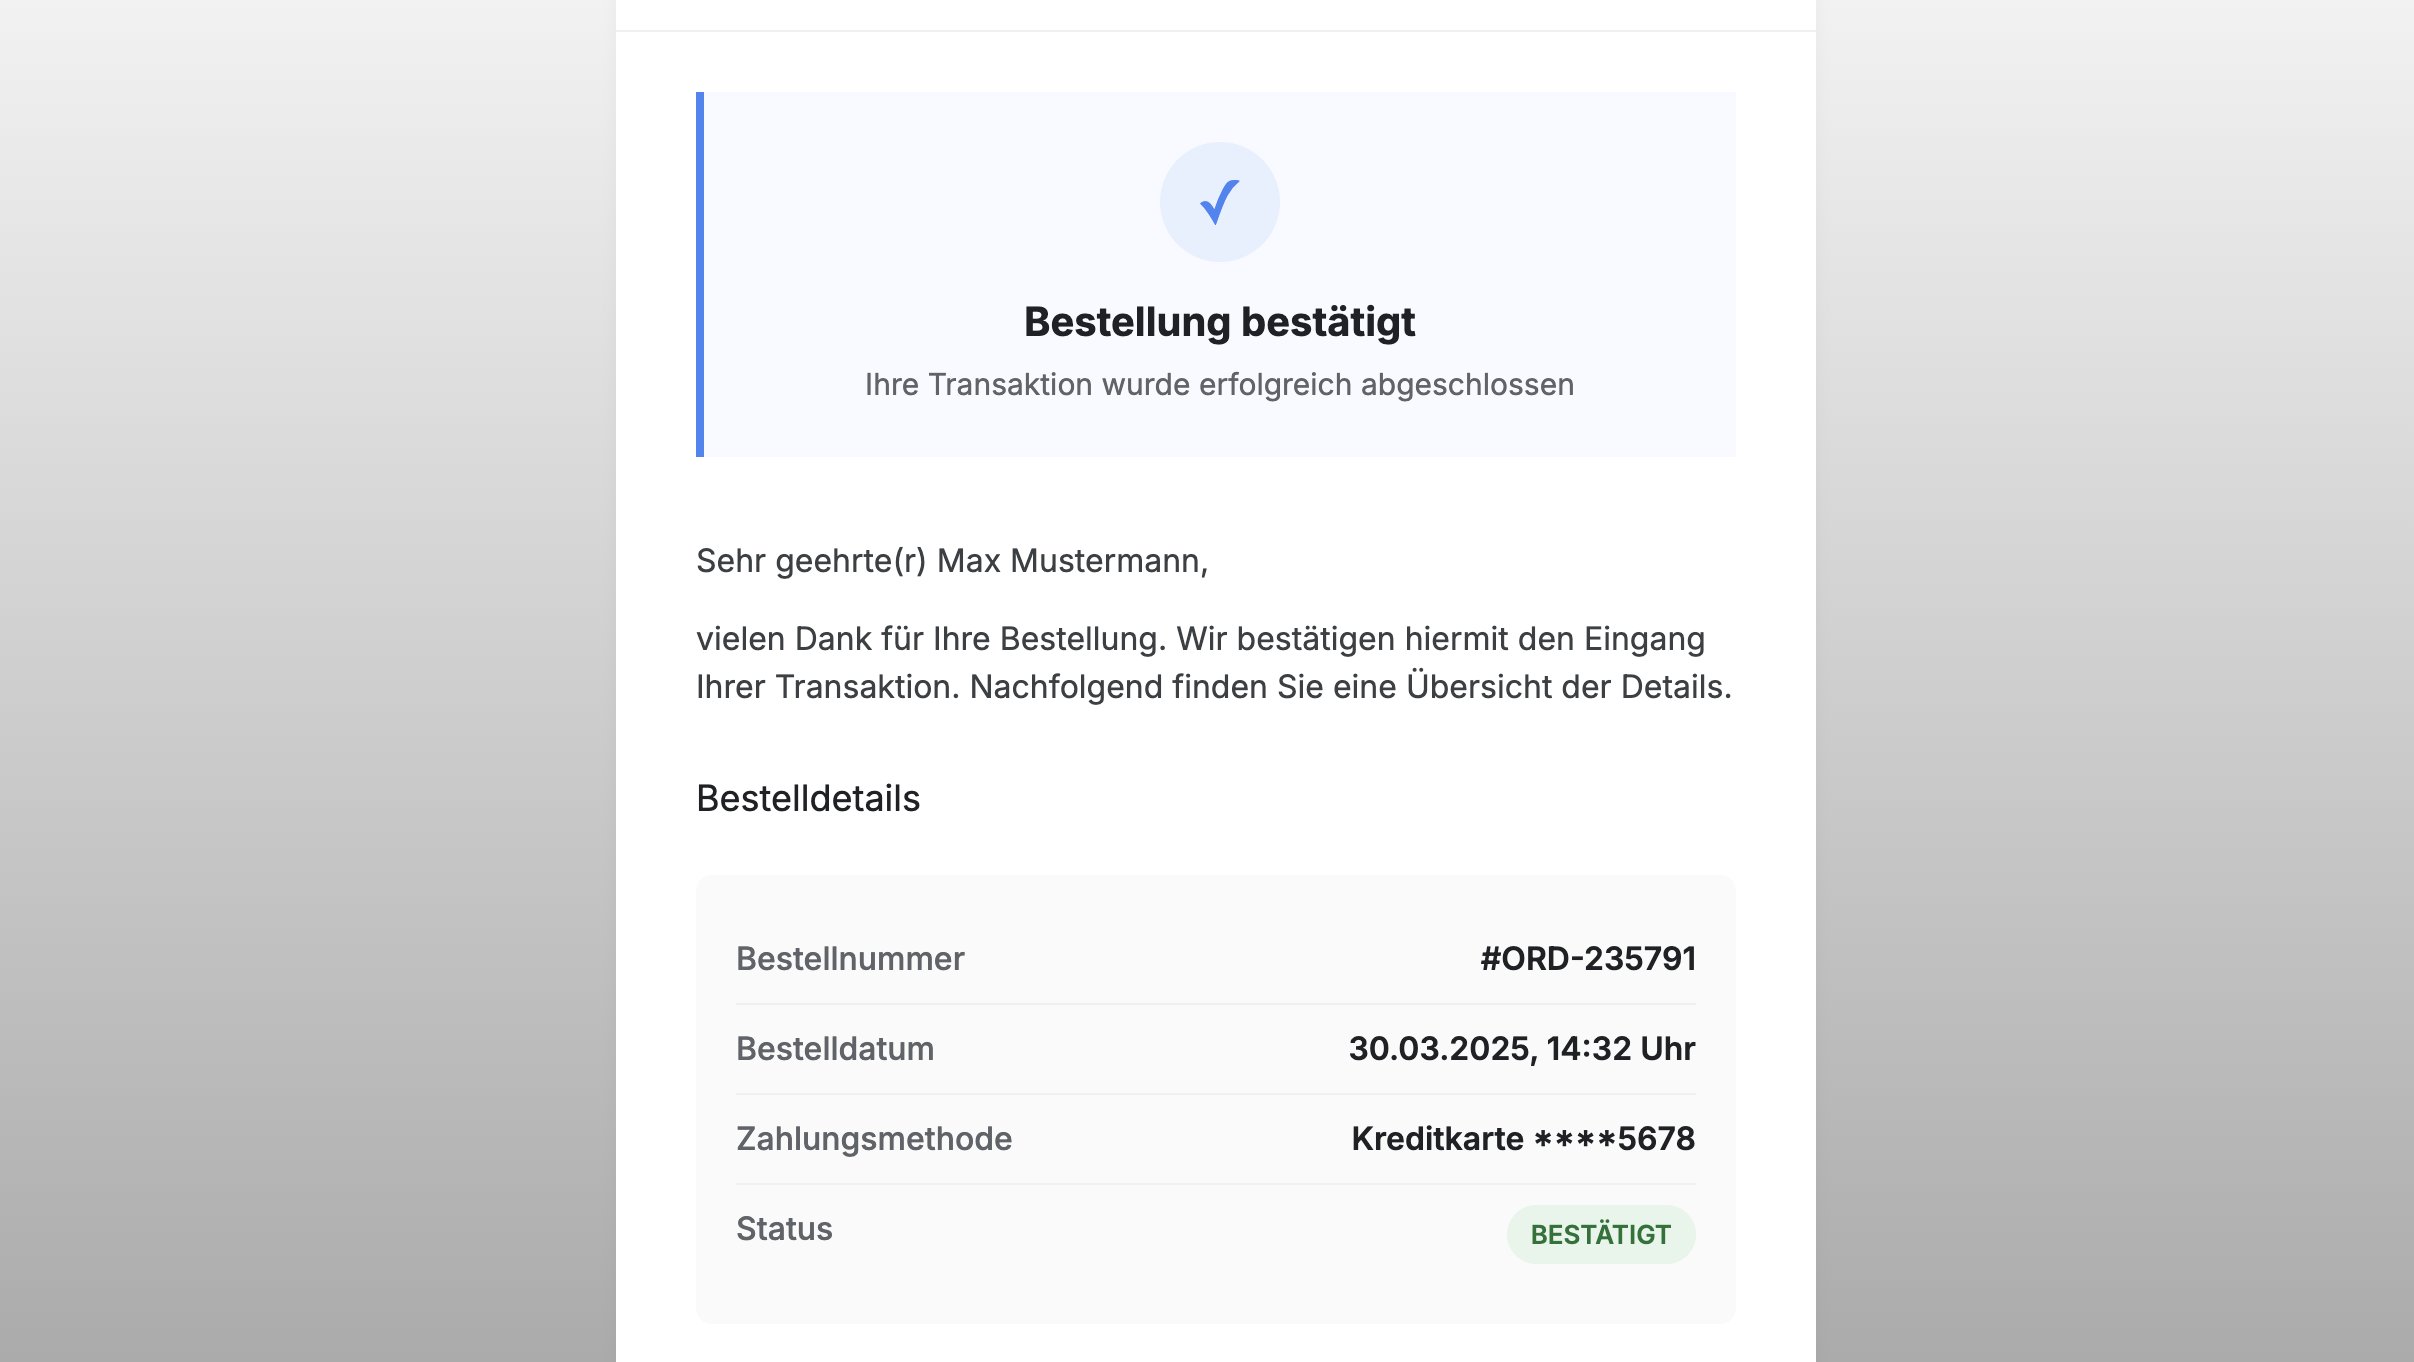 Bestellung bestätigt
Ihre Transaktion wurde erfolgreich abgeschlossen
Sehr geehrte(r) Max Mustermann,
vielen Dank für Ihre Bestellung. Wir bestätigen hiermit den Eingang
Ihrer Transaktion. Nachfolgend finden Sie eine Übersicht der Details.
Bestelldetails
Bestellnummer #ORD-235791
Bestelldatum 30.03.2025, 14:32 Uhr
Zahlungsmethode Kreditkarte ****5678
Status BESTÄTIGT